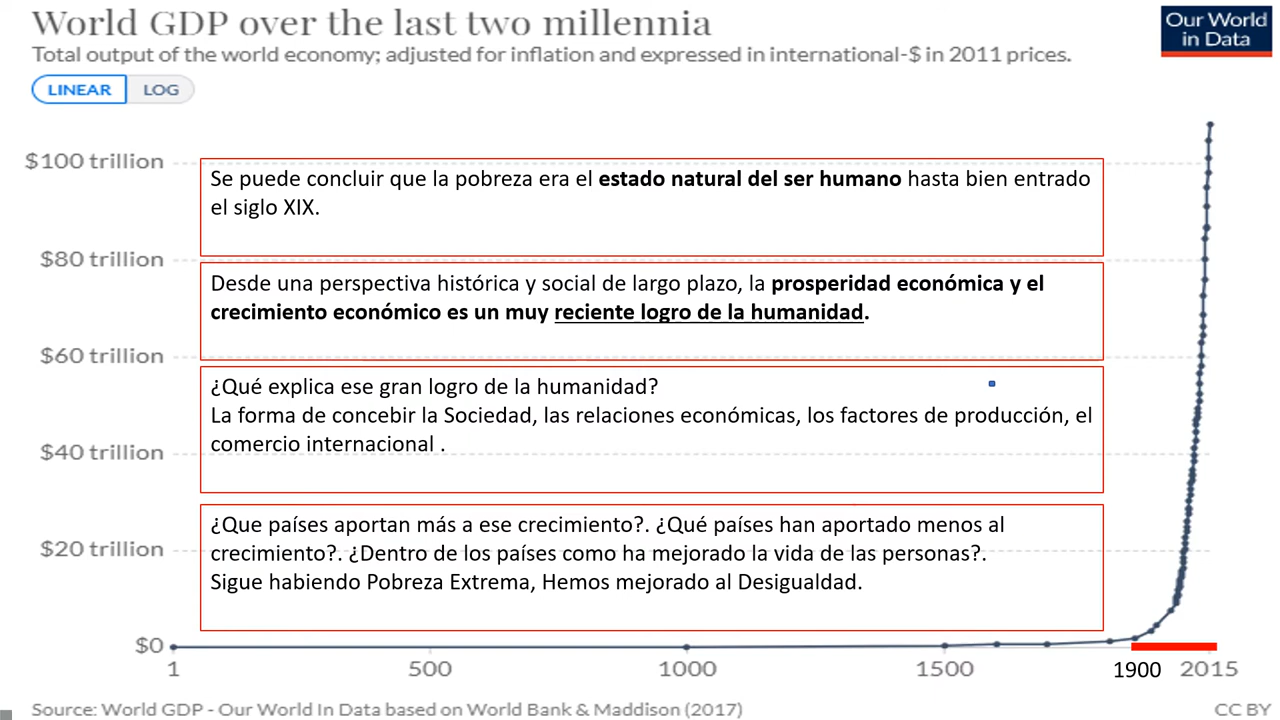 World GDP over the last two millennia
Our World
in Data
Total output of the world economy; adjusted for inflation and expressed in international-$ in 2011 prices.
LINEAR LOG
$100 trillion
Se puede concluir que la pobreza era el estado natural del ser humano hasta bien entrado
el siglo XIX.
$80 trillion
Desde una perspectiva histórica y social de largo plazo, la prosperidad económica y el
crecimiento económico es un muy reciente logro de la humanidad.
$60 trillion
¿Qué explica ese gran logro de la humanidad?
La forma de concebir la Sociedad, las relaciones económicas, los factores de producción, el
comercio internacional .
$40 trillion
¿Que países aportan más a ese crecimiento?. ¿Qué países han aportado menos al
crecimiento?. ¿Dentro de los países como ha mejorado la vida de las personas?.
Sigue habiendo Pobreza Extrema, Hemos mejorado al Desigualdad.
$20 trillion
$0
1 500 1000 1500 1900 2015
Source: World GDP - Our World In Data based on World Bank & Maddison (2017)
CC BY